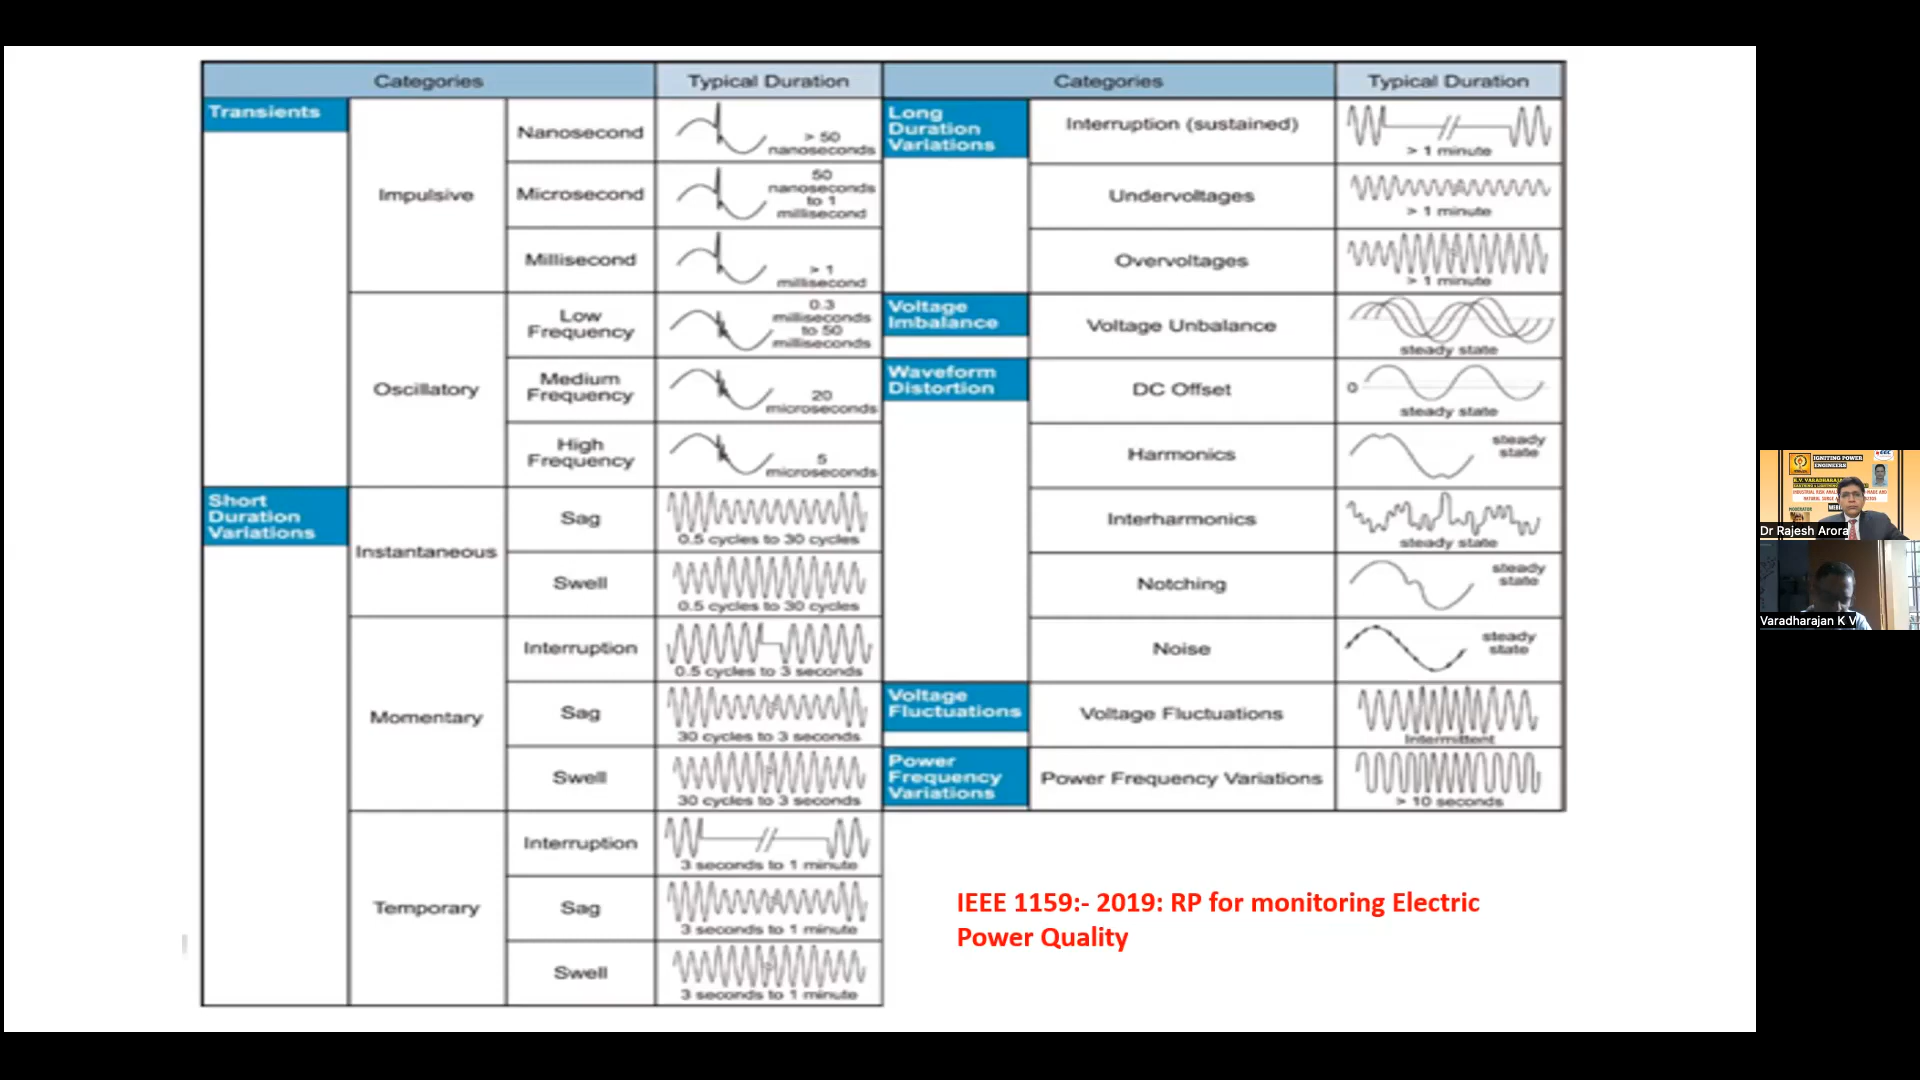 Categories
Typical Duration
Categories
Typical Duration
Transients
Impulsive
Nanosecond
> 50
nanoseconds
Microsecond
50
nanoseconds
to 1
millisecond
Millisecond
> 1
millisecond
Oscillatory
Low
Frequency
0.3
milliseconds
to 50
milliseconds
Medium
Frequency
20
microseconds
High
Frequency
5
microseconds
Short
Duration
Variations
Instantaneous
Sag
0.5 cycles to 30 cycles
Swell
0.5 cycles to 30 cycles
Momentary
Interruption
0.5 cycles to 3 seconds
Sag
30 cycles to 3 seconds
Swell
30 cycles to 3 seconds
Temporary
Interruption
3 seconds to 1 minute
Sag
3 seconds to 1 minute
Swell
3 seconds to 1 minute
Long
Duration
Variations
Interruption (sustained)
> 1 minute
Undervoltages
> 1 minute
Overvoltages
> 1 minute
Voltage
Imbalance
Voltage Unbalance
steady state
Waveform
Distortion
DC Offset
0
steady state
Harmonics
steady
state
Interharmonics
steady state
Notching
steady
state
Noise
steady
state
Voltage
Fluctuations
Voltage Fluctuations
Intermittent
Power
Frequency
Variations
Power Frequency Variations
> 10 seconds
IEEE 1159:- 2019: RP for monitoring Electric
Power Quality
IGNITING POWER
ENGINEERS
K.V. VARADHARAJA
MODERATOR
Dr Rajesh Arora
Varadharajan K V